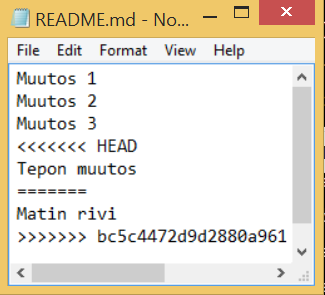 README.md - No...
File Edit Format View Help
Muutos 1
Muutos 2
Muutos 3
<<<<<<< HEAD
Tepon muutos
=======
Matin rivi
>>>>>>> bc5c4472d9d2880a961